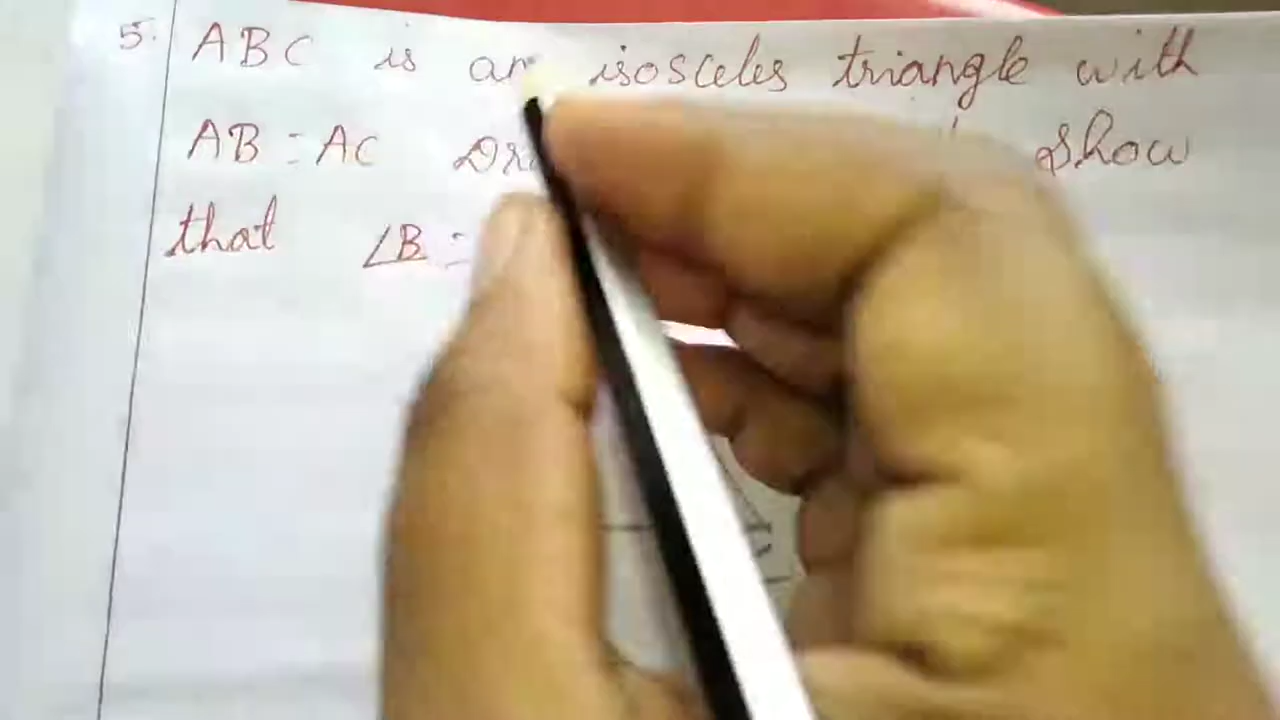 5. ABC is an isosceles triangle with
AB = AC show
that ∠B =